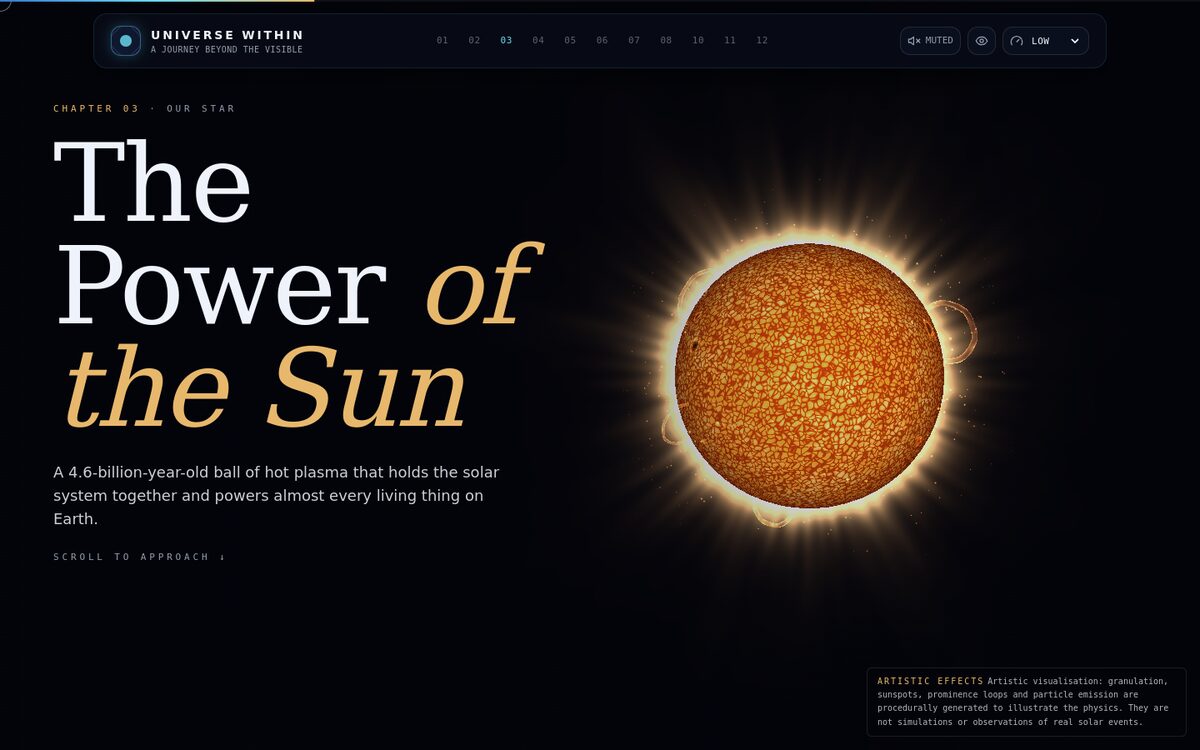 UNIVERSE WITHIN
A JOURNEY BEYOND THE VISIBLE
01 02 03 04 05 06 07 08 10 11 12
MUTED
LOW
CHAPTER 03 · OUR STAR
The
Power of
the Sun
A 4.6-billion-year-old ball of hot plasma that holds the solar
system together and powers almost every living thing on
Earth.
SCROLL TO APPROACH ↓
ARTISTIC EFFECTS Artistic visualisation: granulation,
sunspots, prominence loops and particle emission are
procedurally generated to illustrate the physics. They are
not simulations or observations of real solar events.